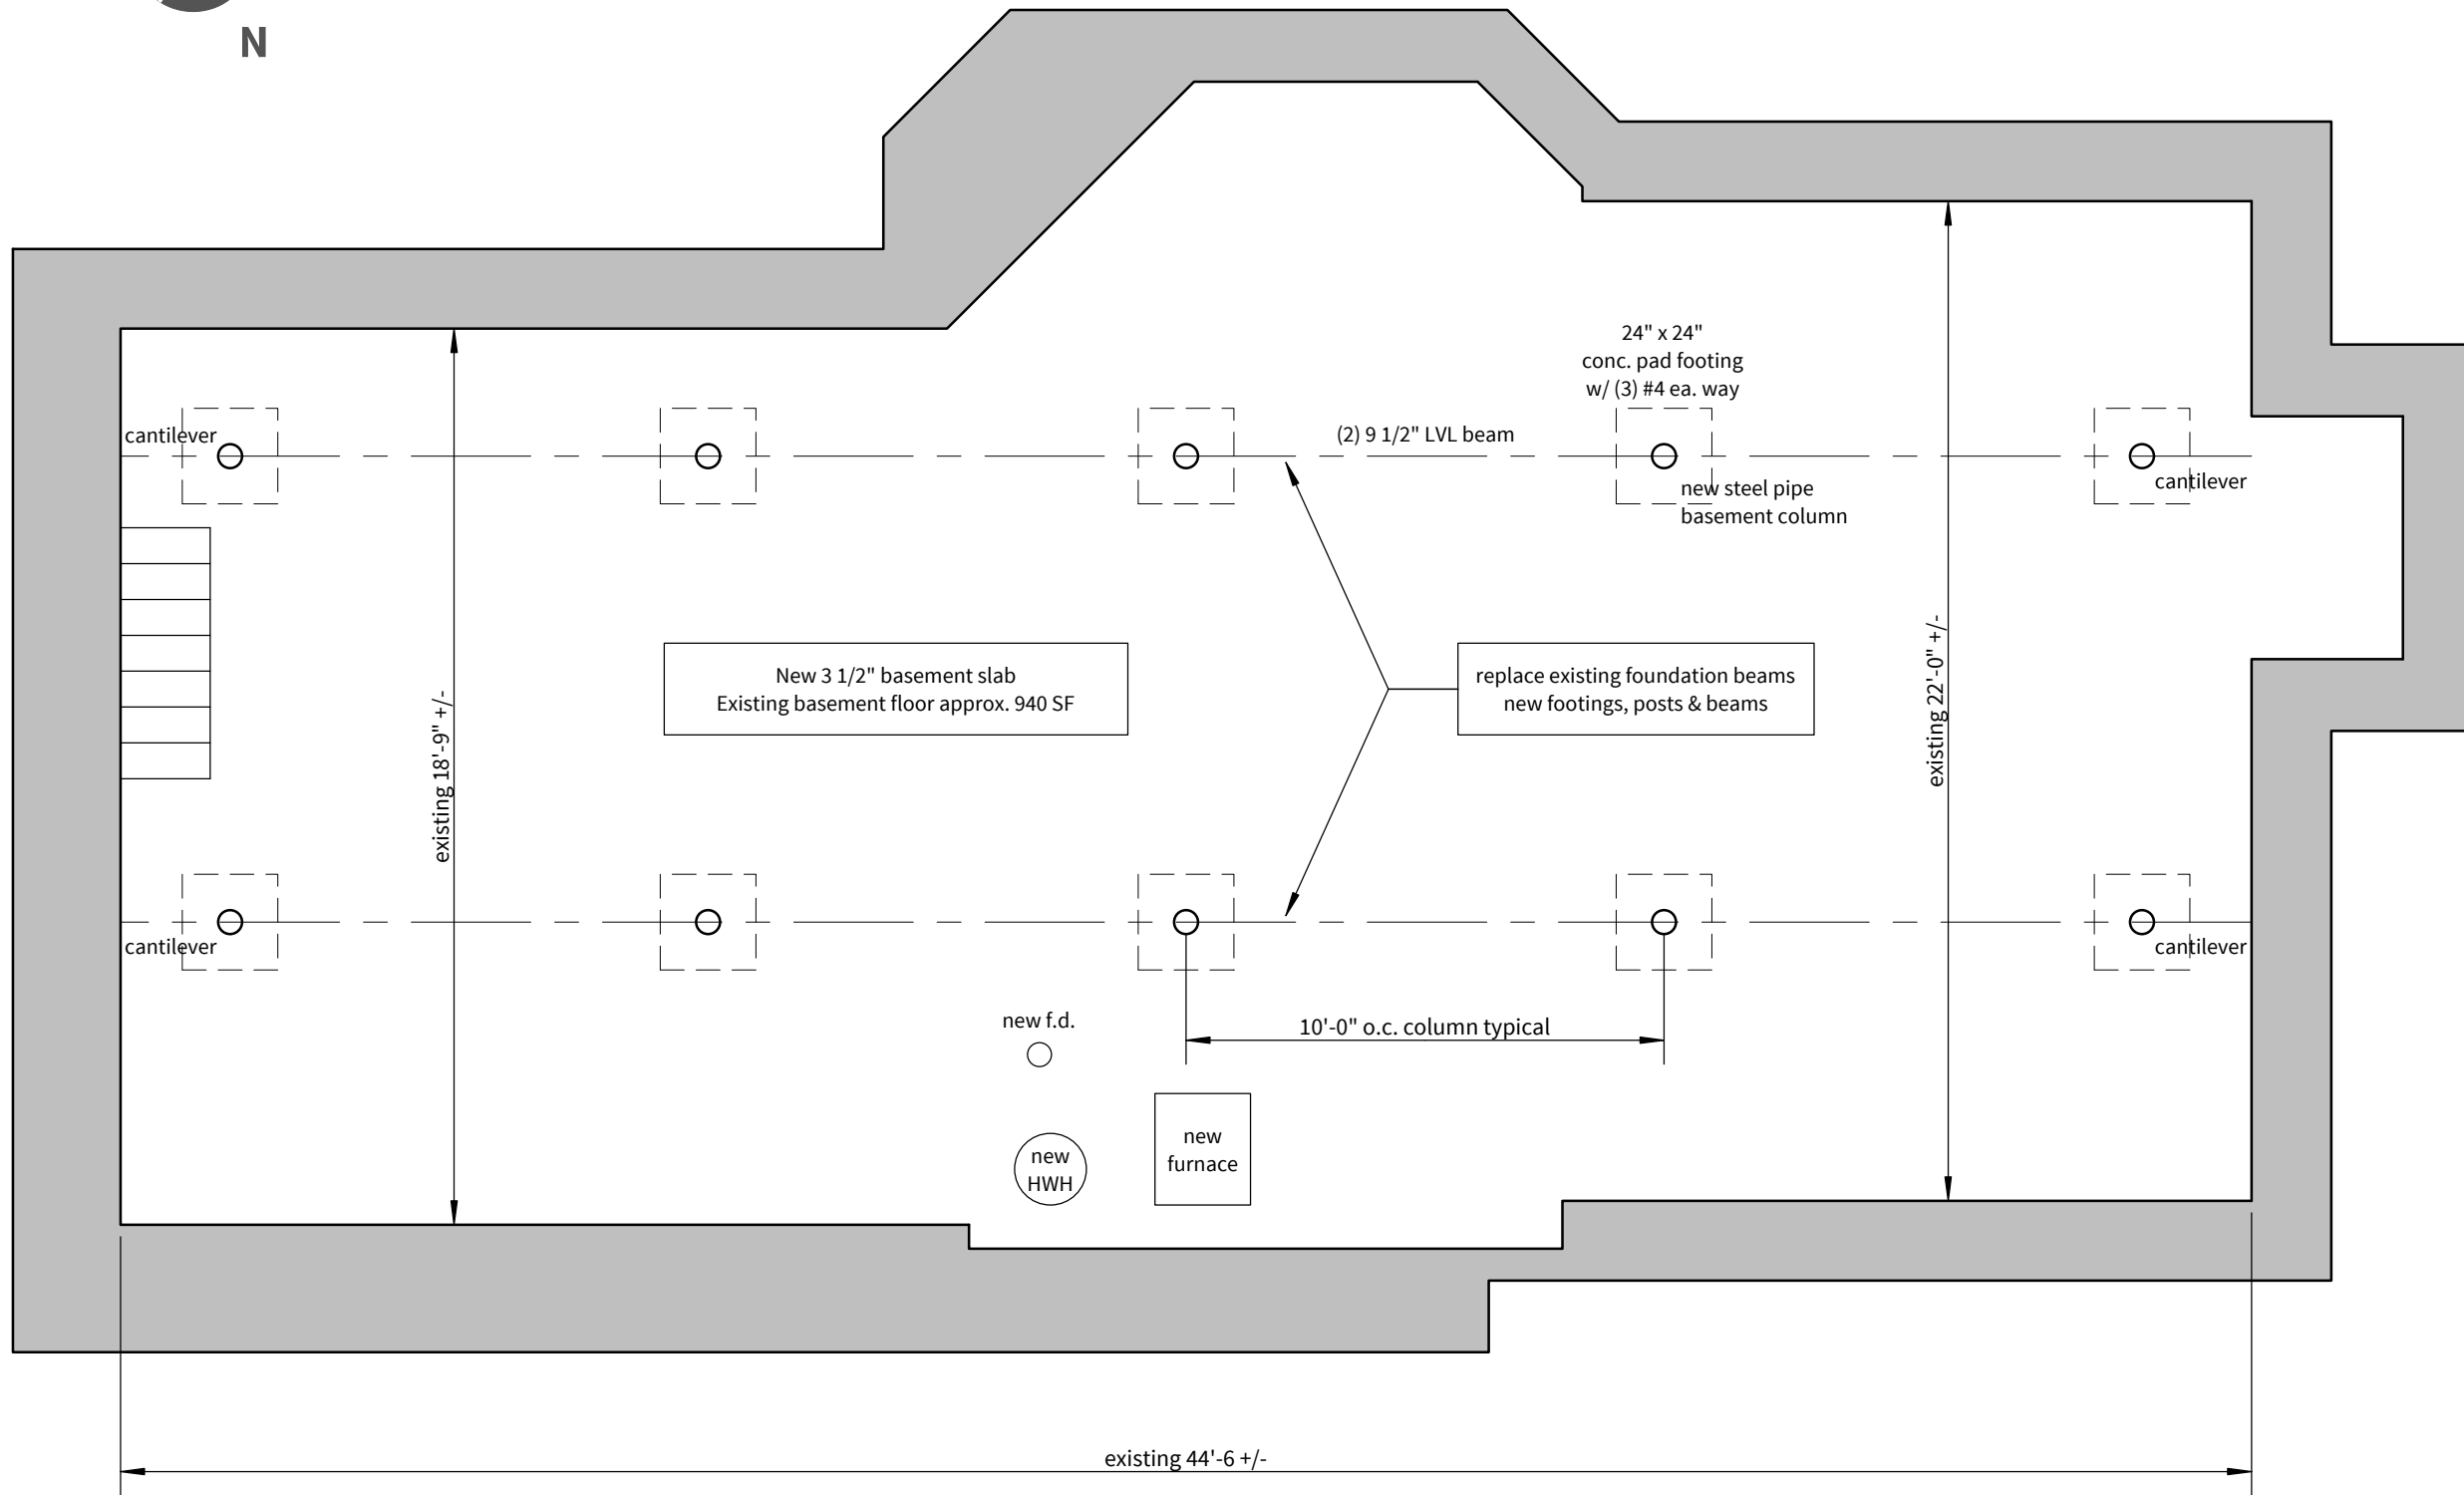 N
24" x 24"
conc. pad footing
w/ (3) #4 ea. way
cantilever
(2) 9 1/2" LVL beam
cantilever
new steel pipe
basement column
New 3 1/2" basement slab
Existing basement floor approx. 940 SF
replace existing foundation beams
new footings, posts & beams
existing 18'-9" +/-
existing 22'-0" +/-
cantilever
cantilever
new f.d.
10'-0" o.c. column typical
new
HWH
new
furnace
existing 44'-6 +/-